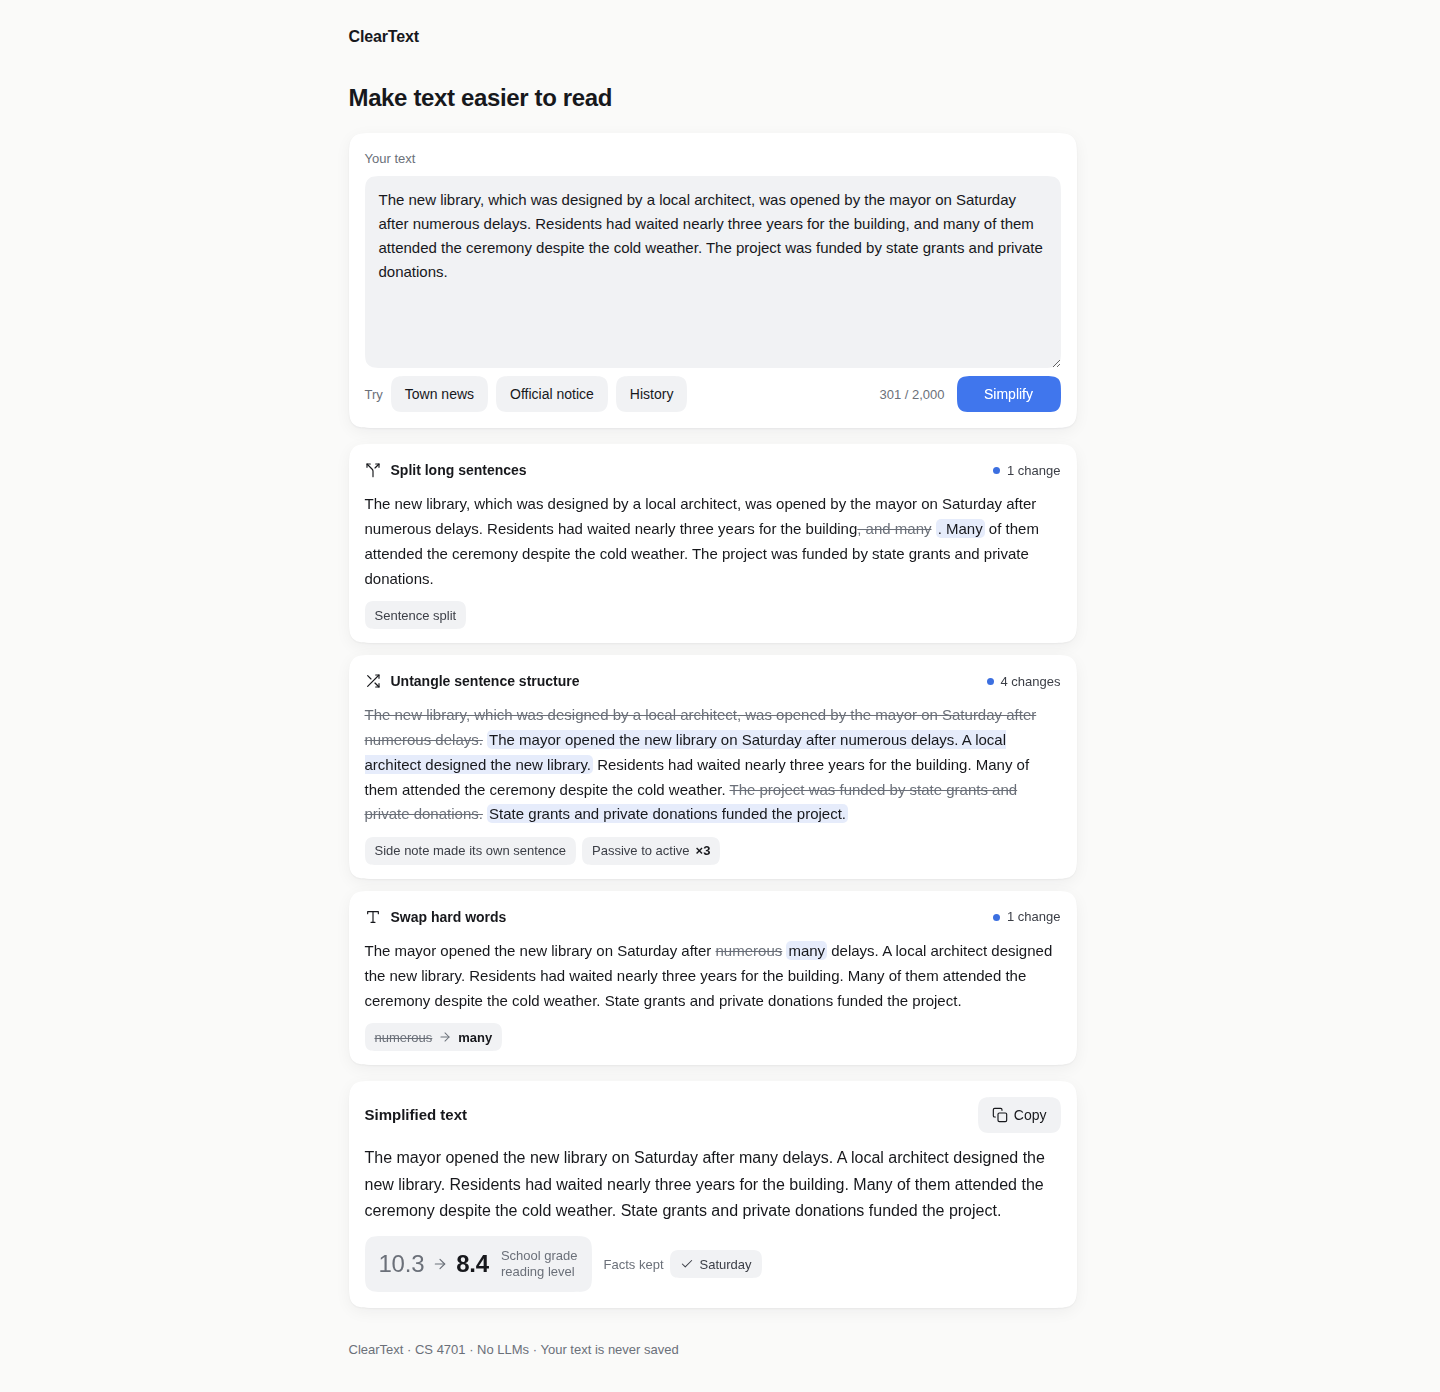 ClearText
Make text easier to read
Your text
The new library, which was designed by a local architect, was opened by the mayor on Saturday
after numerous delays. Residents had waited nearly three years for the building, and many of them
attended the ceremony despite the cold weather. The project was funded by state grants and private
donations.
Try Town news Official notice History 301 / 2,000 Simplify
Split long sentences 1 change
The new library, which was designed by a local architect, was opened by the mayor on Saturday after
numerous delays. Residents had waited nearly three years for the building, and many . Many of them
attended the ceremony despite the cold weather. The project was funded by state grants and private
donations.
Sentence split
Untangle sentence structure 4 changes
The new library, which was designed by a local architect, was opened by the mayor on Saturday after
numerous delays. The mayor opened the new library on Saturday after numerous delays. A local
architect designed the new library. Residents had waited nearly three years for the building. Many of
them attended the ceremony despite the cold weather. The project was funded by state grants and
private donations. State grants and private donations funded the project.
Side note made its own sentence Passive to active ×3
Swap hard words 1 change
The mayor opened the new library on Saturday after numerous many delays. A local architect designed
the new library. Residents had waited nearly three years for the building. Many of them attended the
ceremony despite the cold weather. State grants and private donations funded the project.
numerous → many
Simplified text Copy
The mayor opened the new library on Saturday after many delays. A local architect designed the
new library. Residents had waited nearly three years for the building. Many of them attended the
ceremony despite the cold weather. State grants and private donations funded the project.
10.3 → 8.4 School grade
reading level
Facts kept Saturday
ClearText · CS 4701 · No LLMs · Your text is never saved